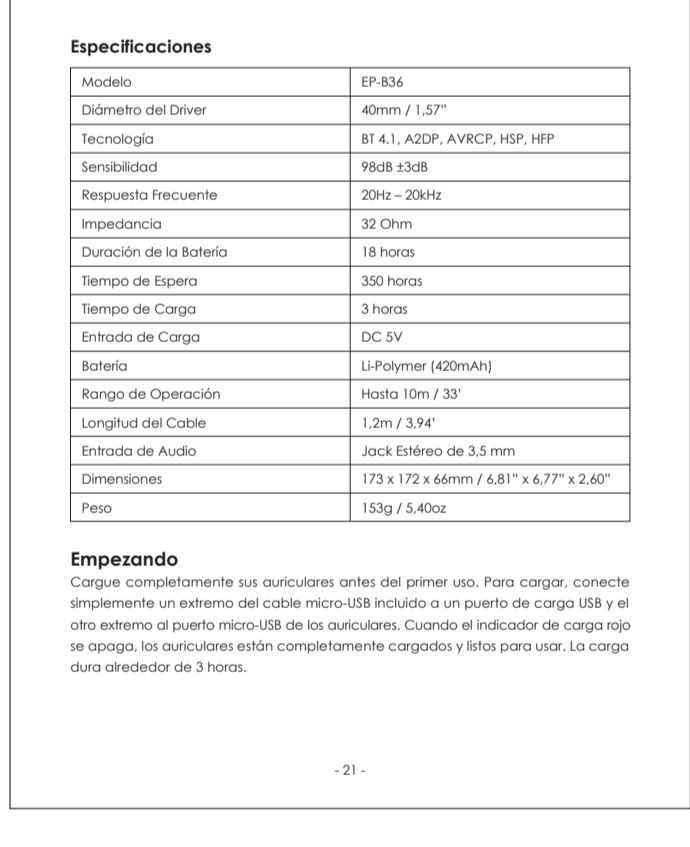 Especificaciones
Modelo EP-B36
Diámetro del Driver 40mm / 1,57"
Tecnología BT 4.1, A2DP, AVRCP, HSP, HFP
Sensibilidad 98dB ±3dB
Respuesta Frecuente 20Hz – 20kHz
Impedancia 32 Ohm
Duración de la Batería 18 horas
Tiempo de Espera 350 horas
Tiempo de Carga 3 horas
Entrada de Carga DC 5V
Batería Li-Polymer (420mAh)
Rango de Operación Hasta 10m / 33'
Longitud del Cable 1,2m / 3,94'
Entrada de Audio Jack Estéreo de 3,5 mm
Dimensiones 173 x 172 x 66mm / 6,81" x 6,77" x 2,60"
Peso 153g / 5,40oz
Empezando
Cargue completamente sus auriculares antes del primer uso. Para cargar, conecte
simplemente un extremo del cable micro-USB incluido a un puerto de carga USB y el
otro extremo al puerto micro-USB de los auriculares. Cuando el indicador de carga rojo
se apaga, los auriculares están completamente cargados y listos para usar. La carga
dura alrededor de 3 horas.
- 21 -